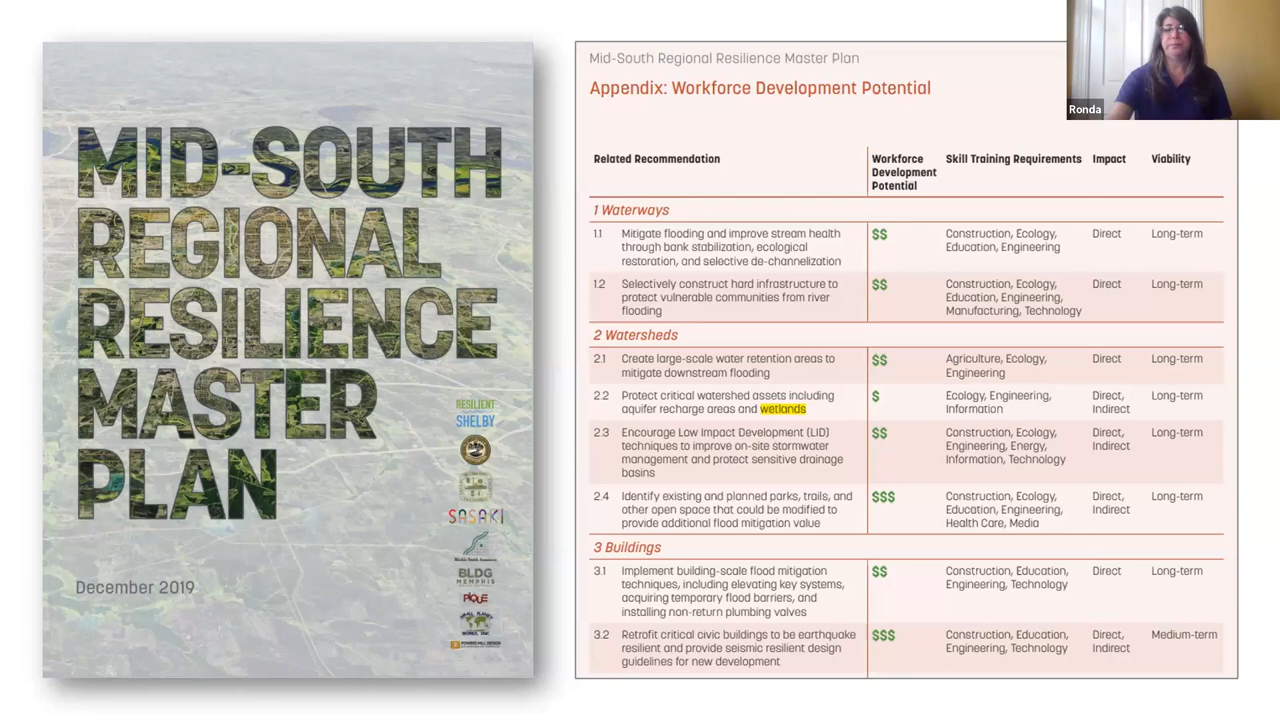 MID-SOUTH
REGIONAL
RESILIENCE
MASTER
PLAN
RESILIENT
SHELBY
SASAKI
BLDG
MEMPHIS
PIQUE
SMALL PLANET
WORKS, INC
POWERS HILL DESIGN
December 2019
Mid-South Regional Resilience Master Plan
Appendix: Workforce Development Potential
Ronda
Related Recommendation Workforce Development Potential Skill Training Requirements Impact Viability
1 Waterways
1.1 Mitigate flooding and improve stream health $$ Construction, Ecology, Direct Long-term
through bank stabilization, ecological Education, Engineering
restoration, and selective de-channelization
1.2 Selectively construct hard infrastructure to $$ Construction, Ecology, Direct Long-term
protect vulnerable communities from river Education, Engineering,
flooding Manufacturing, Technology
2 Watersheds
2.1 Create large-scale water retention areas to $$ Agriculture, Ecology, Direct Long-term
mitigate downstream flooding Engineering
2.2 Protect critical watershed assets including $ Ecology, Engineering, Direct, Long-term
aquifer recharge areas and wetlands Information Indirect
2.3 Encourage Low Impact Development (LID) $$ Construction, Ecology, Direct, Long-term
techniques to improve on-site stormwater Engineering, Energy, Indirect
management and protect sensitive drainage Information, Technology
basins
2.4 Identify existing and planned parks, trails, and $$$ Construction, Ecology, Direct, Long-term
other open space that could be modified to Education, Engineering, Indirect
provide additional flood mitigation value Health Care, Media
3 Buildings
3.1 Implement building-scale flood mitigation $$ Construction, Education, Direct Long-term
techniques, including elevating key systems, Engineering, Technology
acquiring temporary flood barriers, and
installing non-return plumbing valves
3.2 Retrofit critical civic buildings to be earthquake $$$ Construction, Education, Direct, Medium-term
resilient and provide seismic resilient design Engineering, Technology Indirect
guidelines for new development